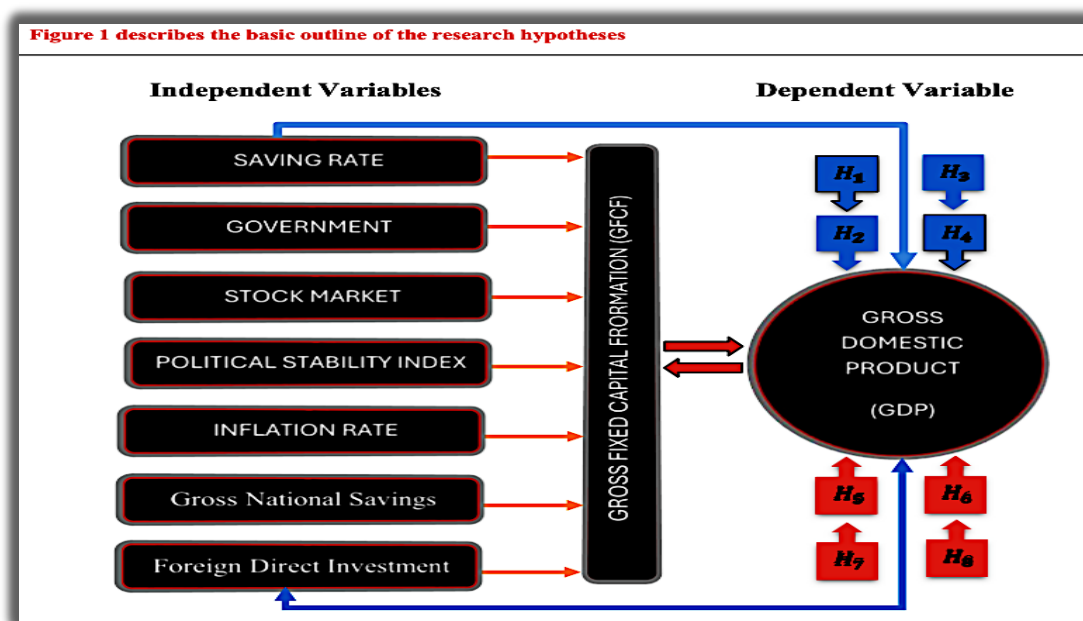 Figure 1 describes the basic outline of the research hypotheses
Independent Variables
Dependent Variable
SAVING RATE
GOVERNMENT
STOCK MARKET
POLITICAL STABILITY INDEX
INFLATION RATE
Gross National Savings
Foreign Direct Investment
GROSS FIXED CAPITAL FRORMATION (GFCF)
H1
H3
H2
H4
GROSS
DOMESTIC
PRODUCT
(GDP)
H5
H6
H7
H8